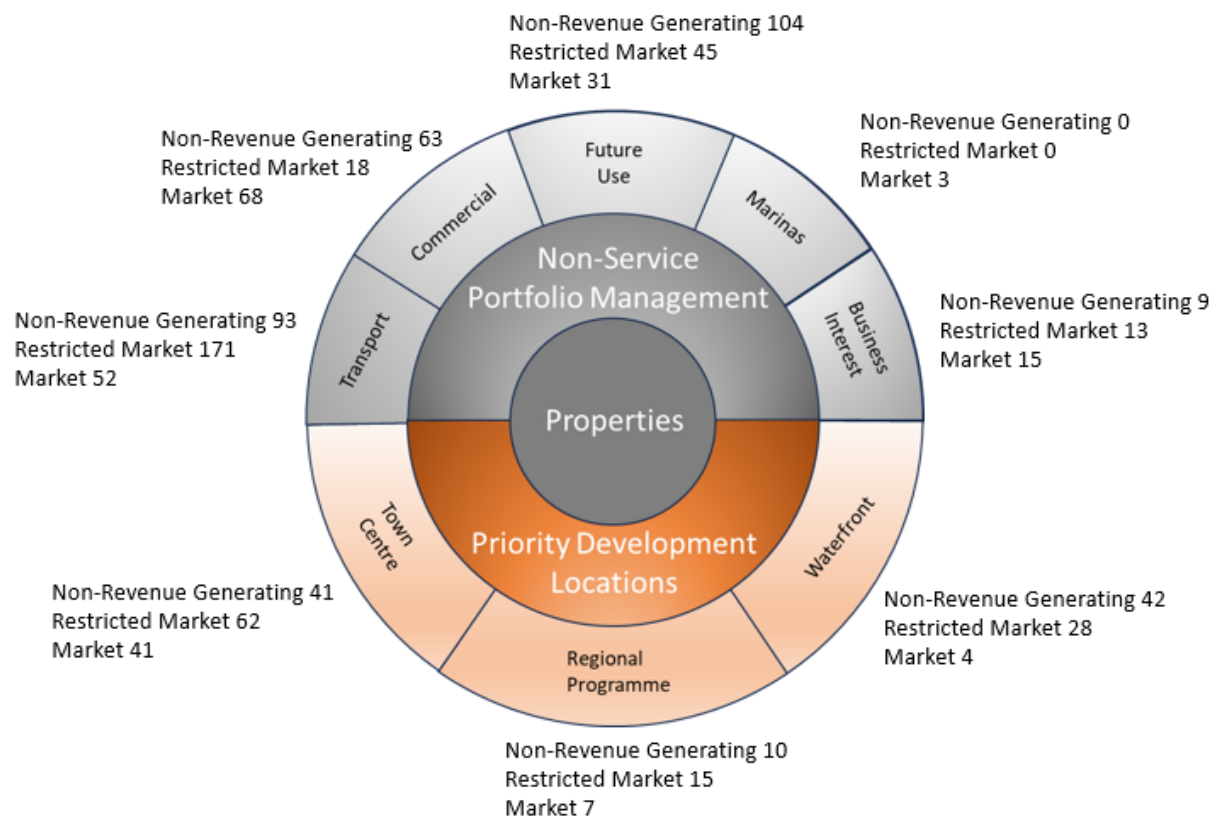 Non-Revenue Generating 104
Restricted Market 45
Market 31
Non-Revenue Generating 63
Restricted Market 18
Market 68
Non-Revenue Generating 0
Restricted Market 0
Market 3
Future
Use
Commercial
Marinas
Non-Service
Portfolio Management
Non-Revenue Generating 93
Restricted Market 171
Market 52
Transport
Business
Interest
Non-Revenue Generating 9
Restricted Market 13
Market 15
Properties
Town
Centre
Priority Development
Locations
Waterfront
Non-Revenue Generating 41
Restricted Market 62
Market 41
Non-Revenue Generating 42
Restricted Market 28
Market 4
Regional
Programme
Non-Revenue Generating 10
Restricted Market 15
Market 7